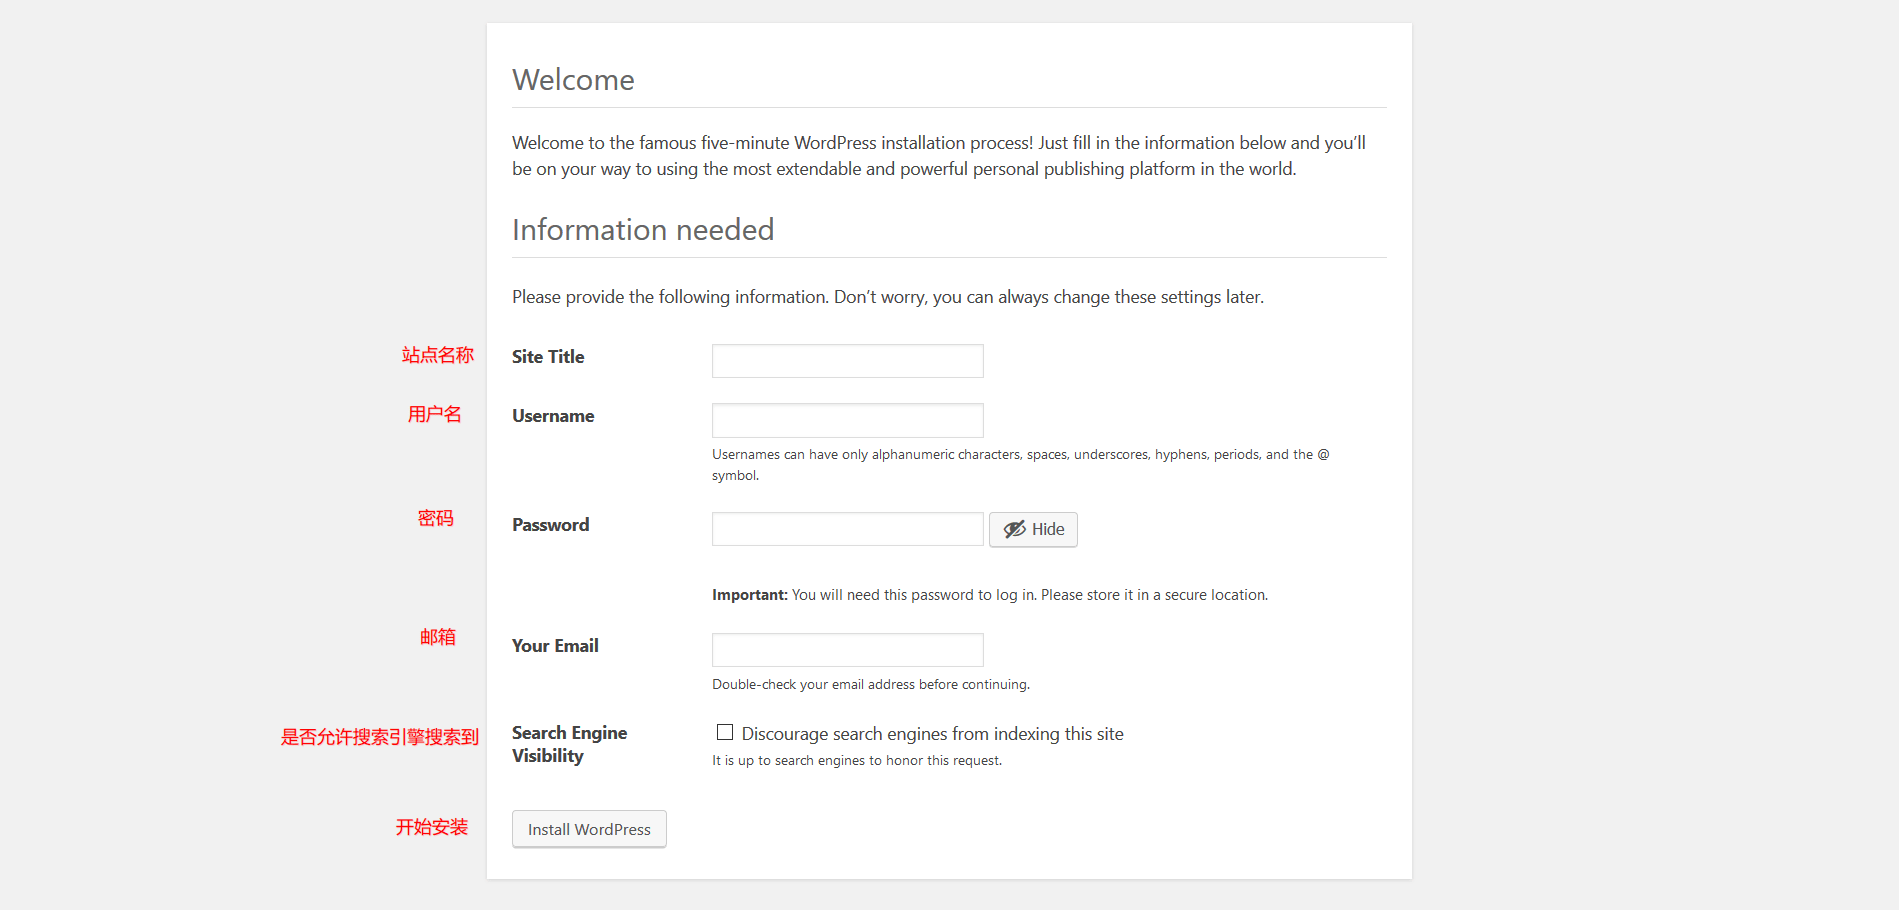 Welcome
Welcome to the famous five-minute WordPress installation process! Just fill in the information below and you’ll
be on your way to using the most extendable and powerful personal publishing platform in the world.
Information needed
Please provide the following information. Don’t worry, you can always change these settings later.
站点名称 Site Title
用户名 Username
Usernames can have only alphanumeric characters, spaces, underscores, hyphens, periods, and the @
symbol.
密码 Password Hide
Important: You will need this password to log in. Please store it in a secure location.
邮箱 Your Email
Double-check your email address before continuing.
是否允许搜索引擎搜索到 Search Engine Discourage search engines from indexing this site
Visibility It is up to search engines to honor this request.
开始安装 Install WordPress